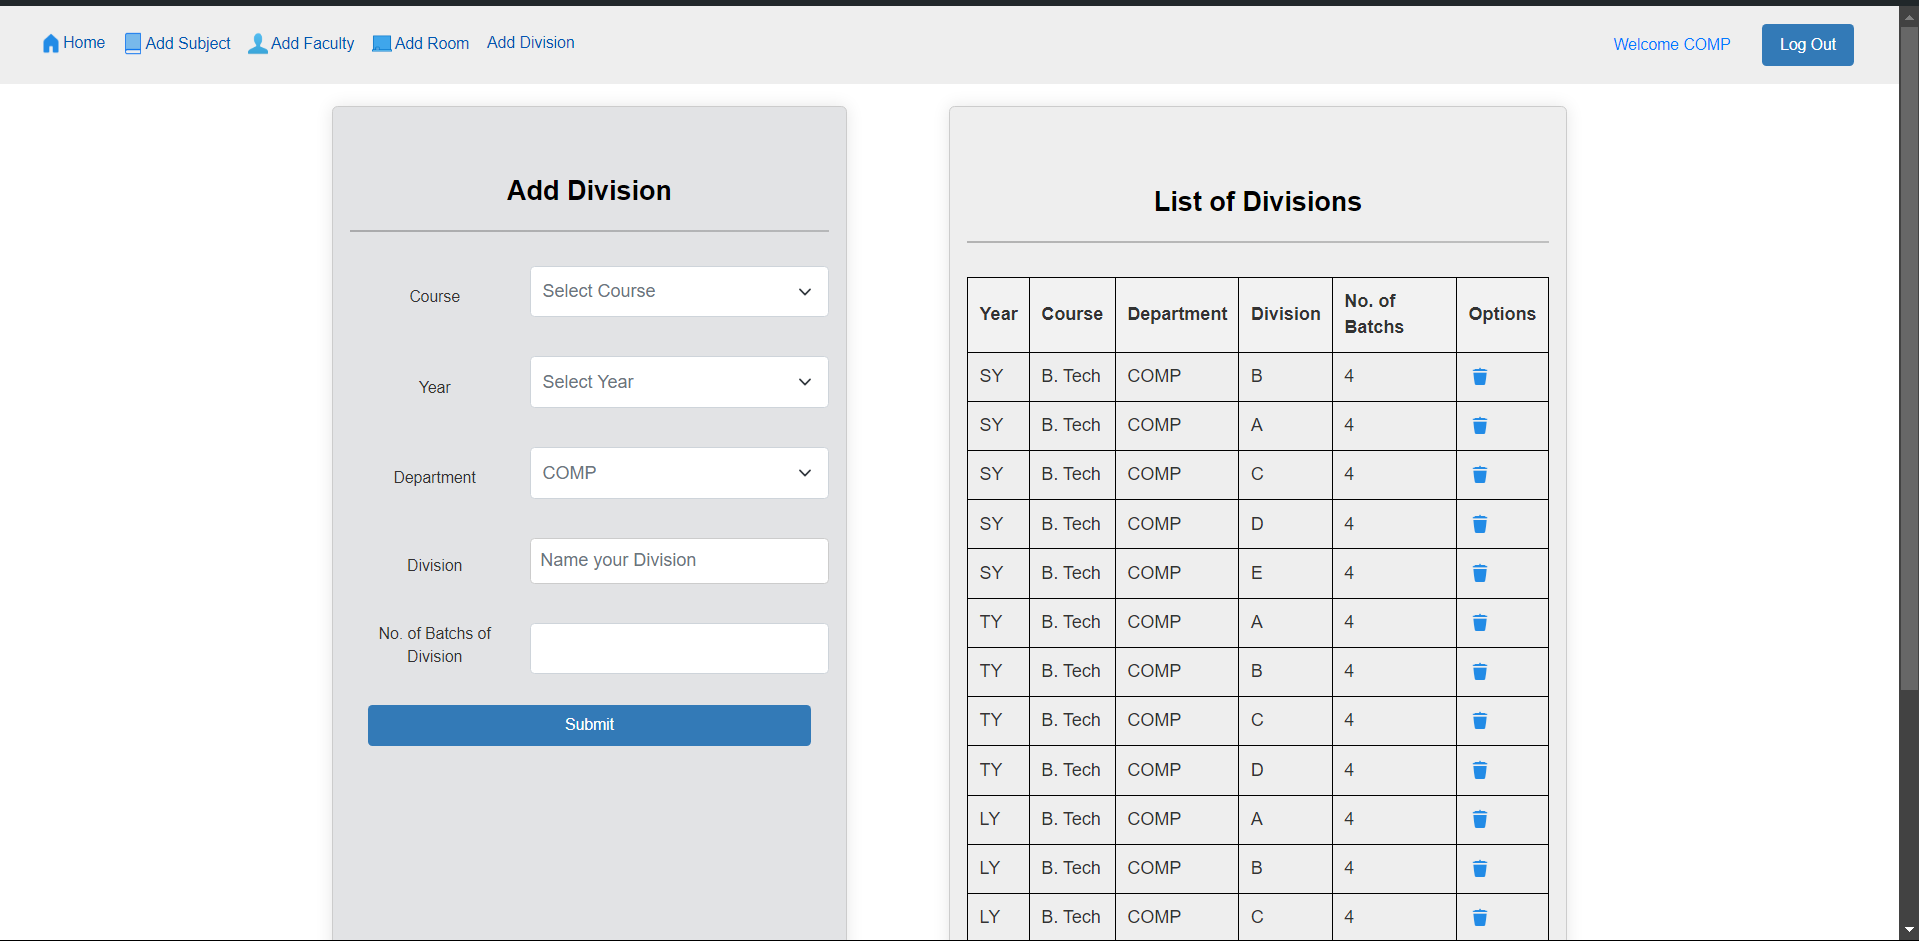 Home Add Subject Add Faculty Add Room Add Division Welcome COMP Log Out
Add Division
Course Select Course
Year Select Year
Department COMP
Division Name your Division
No. of Batchs of
Division
Submit
List of Divisions
Year Course Department Division No. of Batchs Options
SY B. Tech COMP B 4
SY B. Tech COMP A 4
SY B. Tech COMP C 4
SY B. Tech COMP D 4
SY B. Tech COMP E 4
TY B. Tech COMP A 4
TY B. Tech COMP B 4
TY B. Tech COMP C 4
TY B. Tech COMP D 4
LY B. Tech COMP A 4
LY B. Tech COMP B 4
LY B. Tech COMP C 4